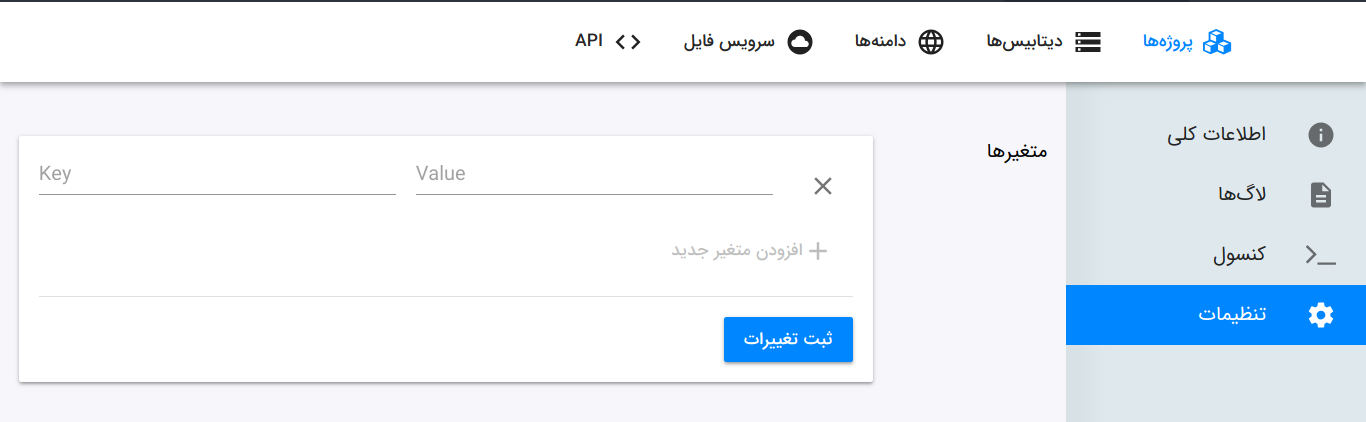 پروژه‌ها
دیتابیس‌ها
دامنه‌ها
سرویس فایل
API
اطلاعات کلی
لاگ‌ها
کنسول
تنظیمات
متغیرها
Key
Value
افزودن متغیر جدید
ثبت تغییرات